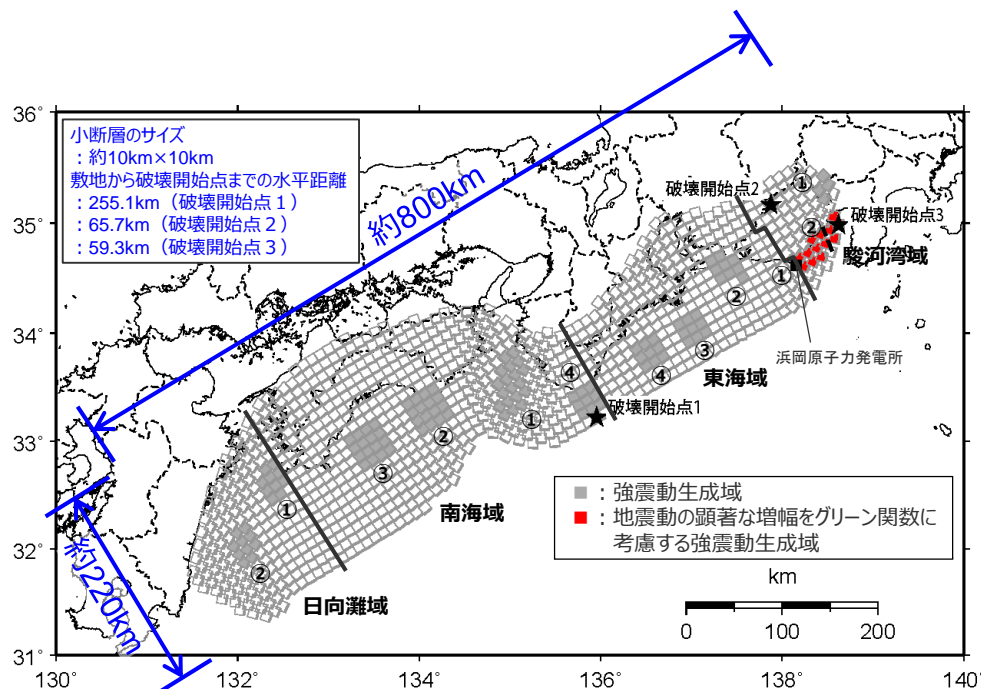 小断層のサイズ
：約10km×10km
敷地から破壊開始点までの水平距離
：255.1km（破壊開始点１）
：65.7km（破壊開始点２）
：59.3km（破壊開始点３）
約800km
約220km
36°
35°
34°
33°
32°
31°
130°
132°
134°
136°
138°
140°
破壊開始点2
①
破壊開始点3
②
駿河湾域
①
②
浜岡原子力発電所
③
④
東海域
④
破壊開始点1
①
②
③
南海域
①
②
日向灘域
：強震動生成域
：地震動の顕著な増幅をグリーン関数に
考慮する強震動生成域
km
0 100 200